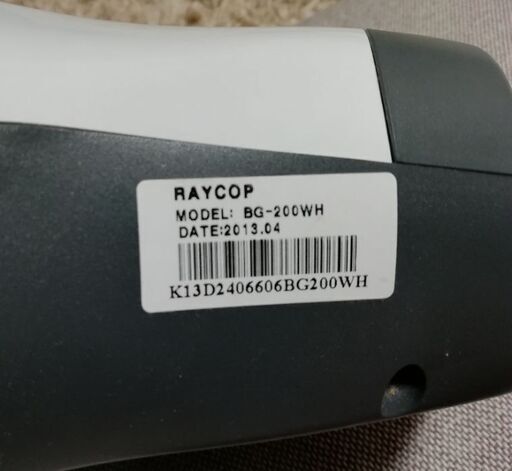 RAYCOP
MODEL: BG-200WH
DATE:2013.04
K13D2406606BG200WH